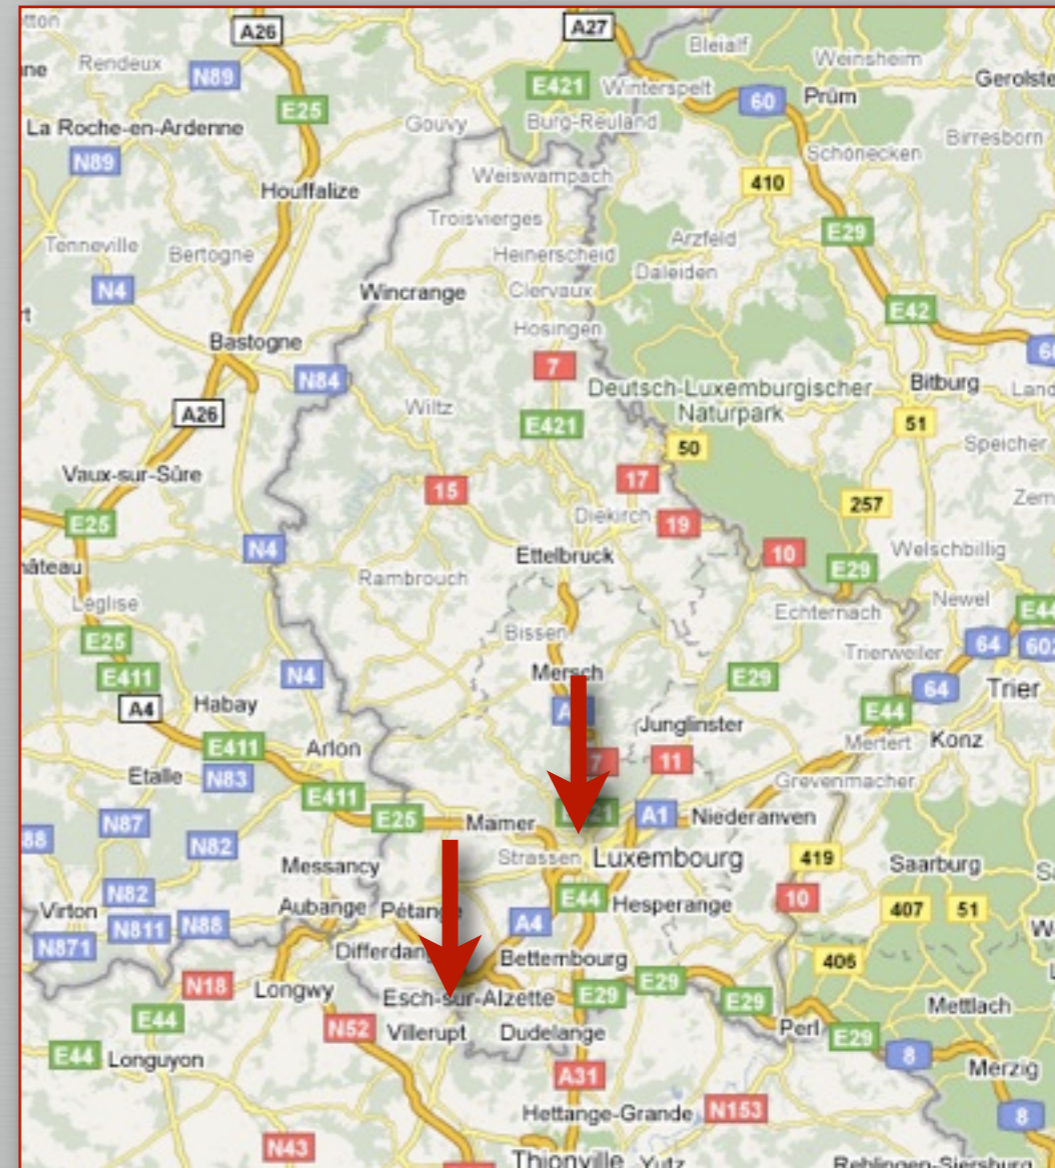 A26
A27
Bleialf
Rendeux
N89
E421
Winterspelt
Weinsheim
60
Prüm
E25
La Roche-en-Ardenne
Gouvy
Burg-Reuland
Birresborn
N89
Schönecken
Houffalize
Weiswampach
410
Troisvierges
Tenneville
Bertogne
Heinerscheid
Arzfeld
E29
N4
Wincrange
Clervaux
Daleiden
E42
Bastogne
Hosingen
N84
7
Deutsch-Luxemburgischer
Naturpark
Bitburg
A26
Wiltz
E421
51
50
Speicher
Vaux-sur-Sûre
15
17
257
E25
Diekirch
19
N4
Ettelbruck
10
Welschbillig
Rambrouch
E29
Léglise
Echternach
Newel
E25
Bissen
Trierweiler
64
E411
N4
Mersch
E29
64
Trier
A4
Habay
Junglinster
E44
E411
Arlon
Mertert
Konz
Etalle
N83
7
11
Grevenmacher
E411
E25
Mamer
A1
Niederanven
N87
N82
Strassen
Luxembourg
419
Saarburg
Messancy
N82
E44
Hesperange
10
407
51
Virton
N811
N88
Aubange
A4
N871
Bettembourg
406
N18
Longwy
Esch-sur-Alzette
E29
E29
E29
Mettlach
E44
N52
Villerupt
Dudelange
Perl
E29
E44
Longuyon
8
A31
Merzig
Hettange-Grande
N153
8
N43
Thionville
Yutz
Rehlingen-Siersburg